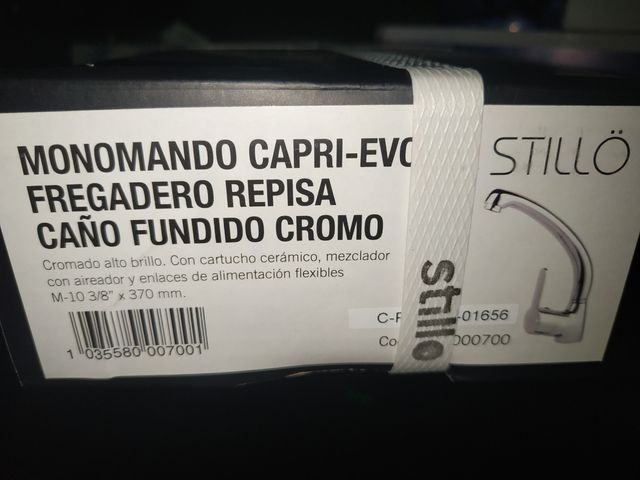 MONOMANDO CAPRI-EVO
FREGADERO REPISA
CAÑO FUNDIDO CROMO
STILLÖ
Cromado alto brillo. Con cartucho cerámico, mezclador
con aireador y enlaces de alimentación flexibles
M-10 3/8" x 370 mm.
1 035580 007001
-01656
000700
stillo